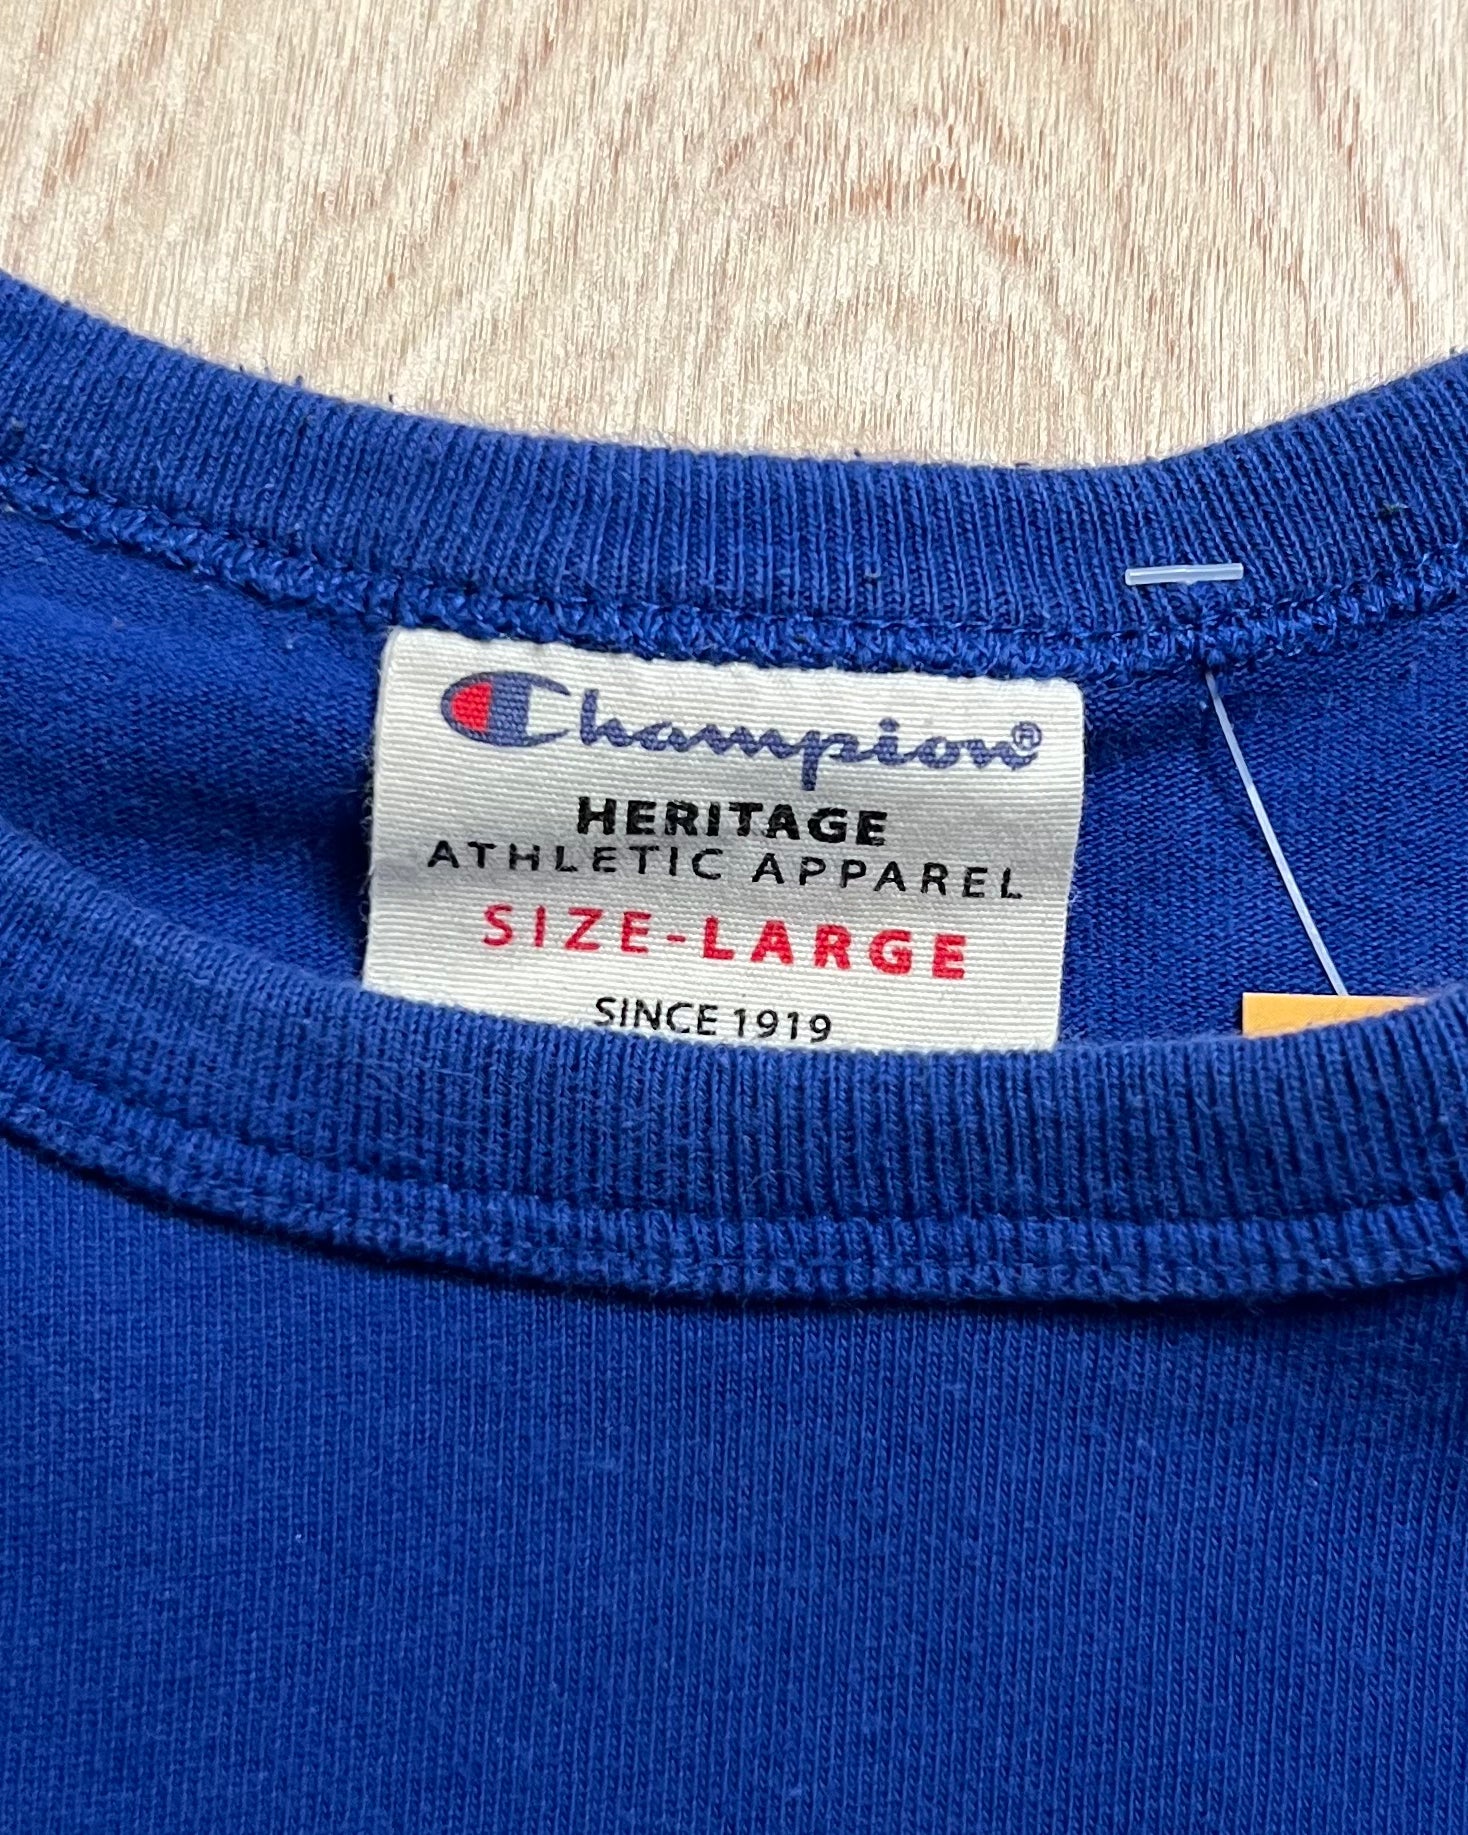 Champion®
HERITAGE
ATHLETIC APPAREL
SIZE-LARGE
SINCE 1919